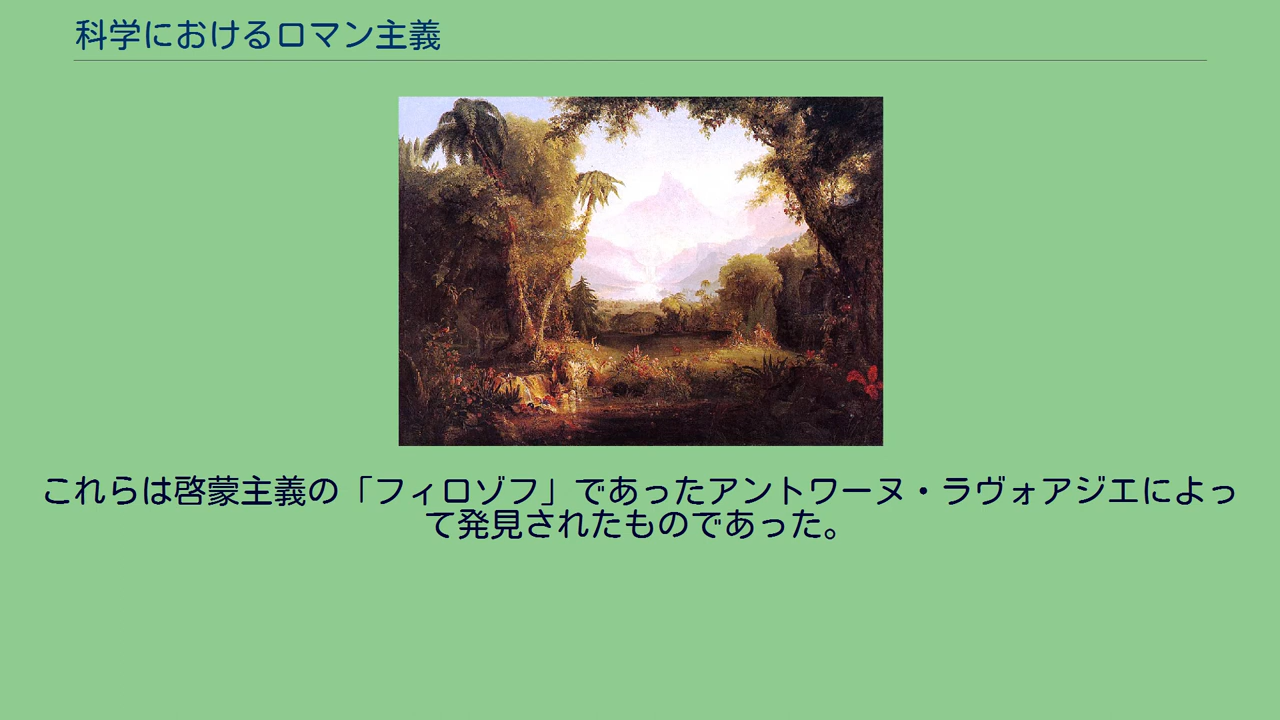 科学におけるロマン主義
これらは啓蒙主義の「フィロゾフ」であったアントワーヌ・ラヴォアジエによっ
て発見されたものであった。